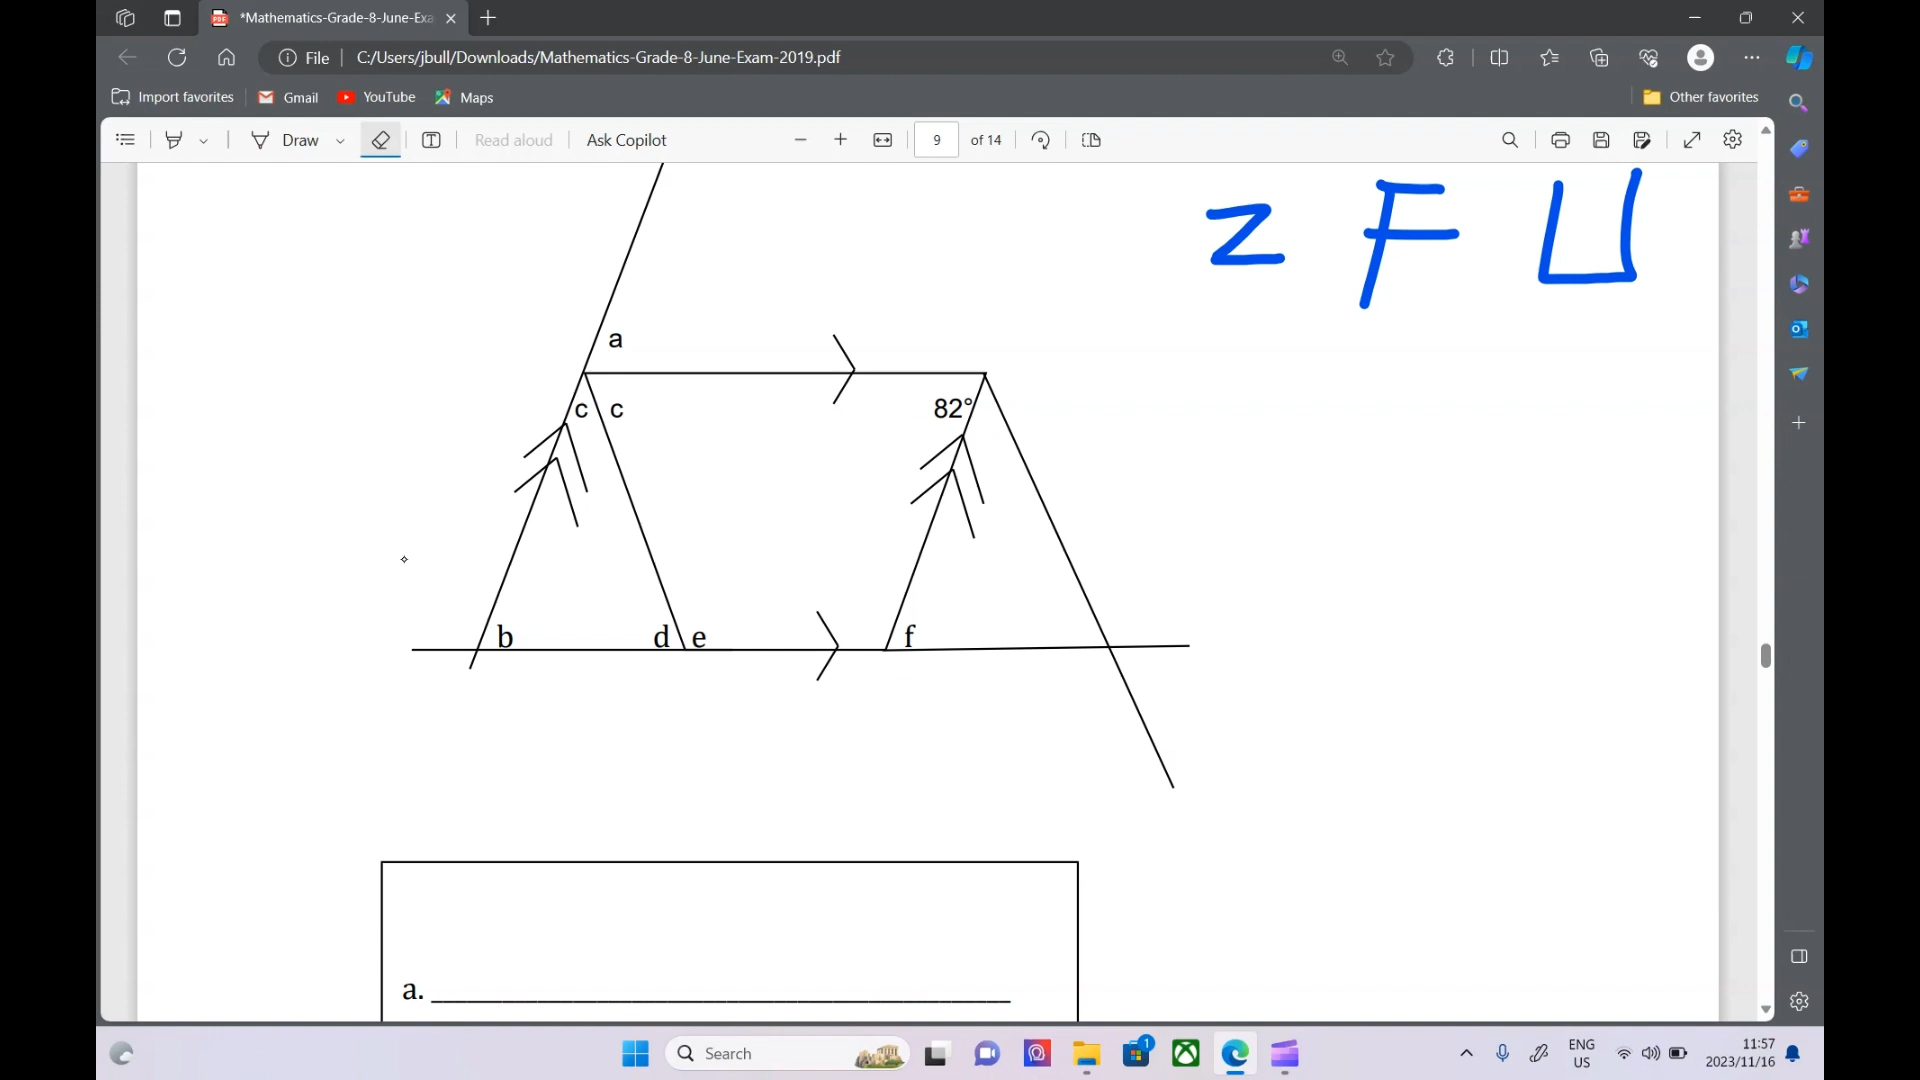 *Mathematics-Grade-8-June-Exa
File C:/Users/jbull/Downloads/Mathematics-Grade-8-June-Exam-2019.pdf
Import favorites Gmail YouTube Maps Other favorites
Draw Read aloud Ask Copilot 9 of 14
Z F U
a
c c 82°
b d e f
a. ________________________________________
Search 1 ENG 11:57
US 2023/11/16